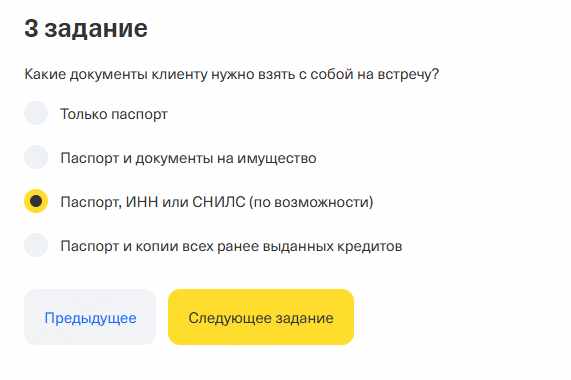 3 задание
Какие документы клиенту нужно взять с собой на встречу?
Только паспорт
Паспорт и документы на имущество
Паспорт, ИНН или СНИЛС (по возможности)
Паспорт и копии всех ранее выданных кредитов
Предыдущее
Следующее задание